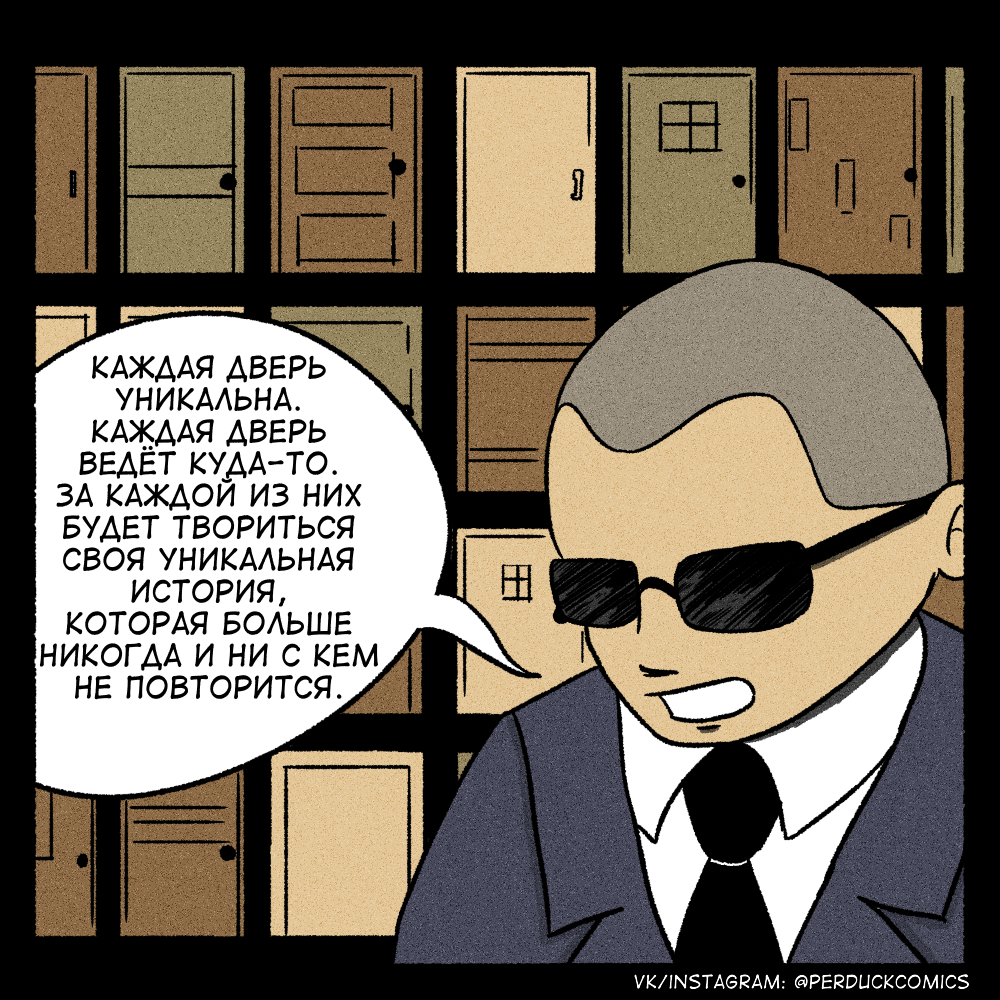 КАЖДАЯ ДВЕРЬ
УНИКАЛЬНА.
КАЖДАЯ ДВЕРЬ
ВЕДЁТ КУДА-ТО.
ЗА КАЖДОЙ ИЗ НИХ
БУДЕТ ТВОРИТЬСЯ
СВОЯ УНИКАЛЬНАЯ
ИСТОРИЯ,
КОТОРАЯ БОЛЬШЕ
НИКОГДА И НИ С КЕМ
НЕ ПОВТОРИТСЯ.
VK/INSTAGRAM: @PERDUCKCOMICS